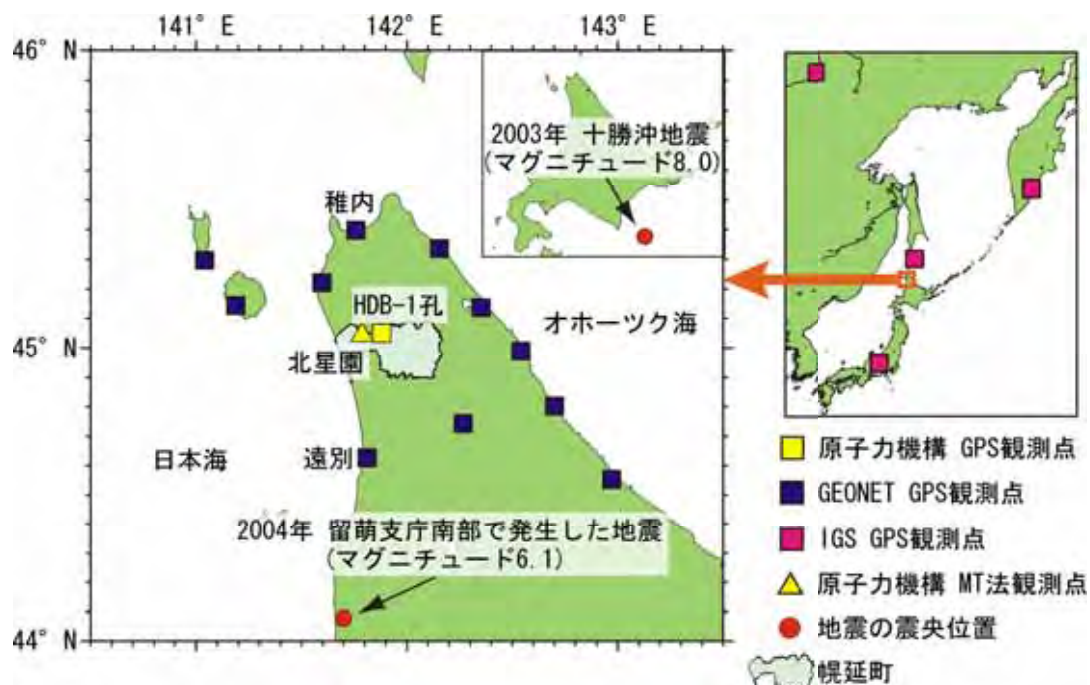 141° E
142° E
143° E
46° N
45° N
44° N
2003年 十勝沖地震
(マグニチュード8.0)
稚内
HDB-1孔
オホーツク海
北星園
日本海
遠別
2004年 留萌支庁南部で発生した地震
(マグニチュード6.1)
原子力機構 GPS観測点
GEONET GPS観測点
IGS GPS観測点
原子力機構 MT法観測点
地震の震央位置
幌延町